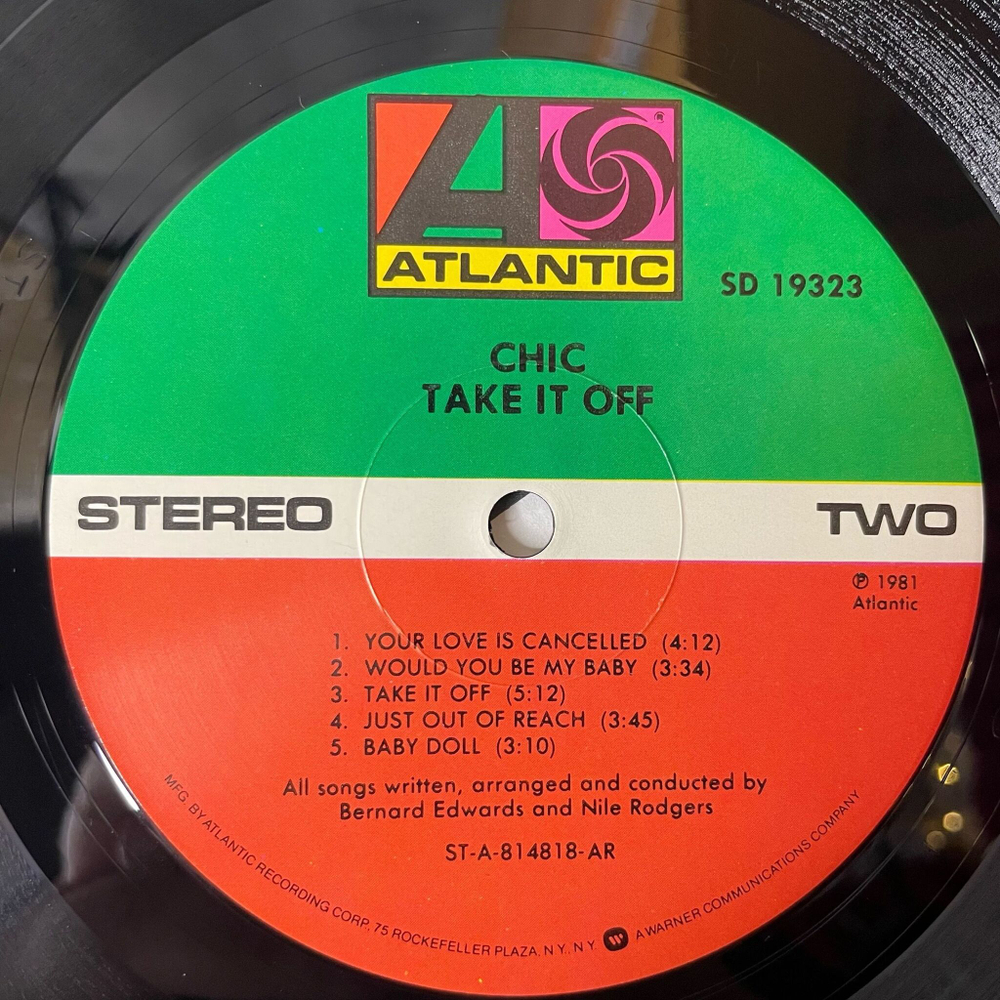 ®
ATLANTIC
SD 19323
CHIC
TAKE IT OFF
STEREO
TWO
℗ 1981
Atlantic
1. YOUR LOVE IS CANCELLED (4:12)
2. WOULD YOU BE MY BABY (3:34)
3. TAKE IT OFF (5:12)
4. JUST OUT OF REACH (3:45)
5. BABY DOLL (3:10)
All songs written, arranged and conducted by
Bernard Edwards and Nile Rodgers
ST-A-814818-AR
MFG. BY ATLANTIC RECORDING CORP., 75 ROCKEFELLER PLAZA, N.Y., N.Y. A WARNER COMMUNICATIONS COMPANY